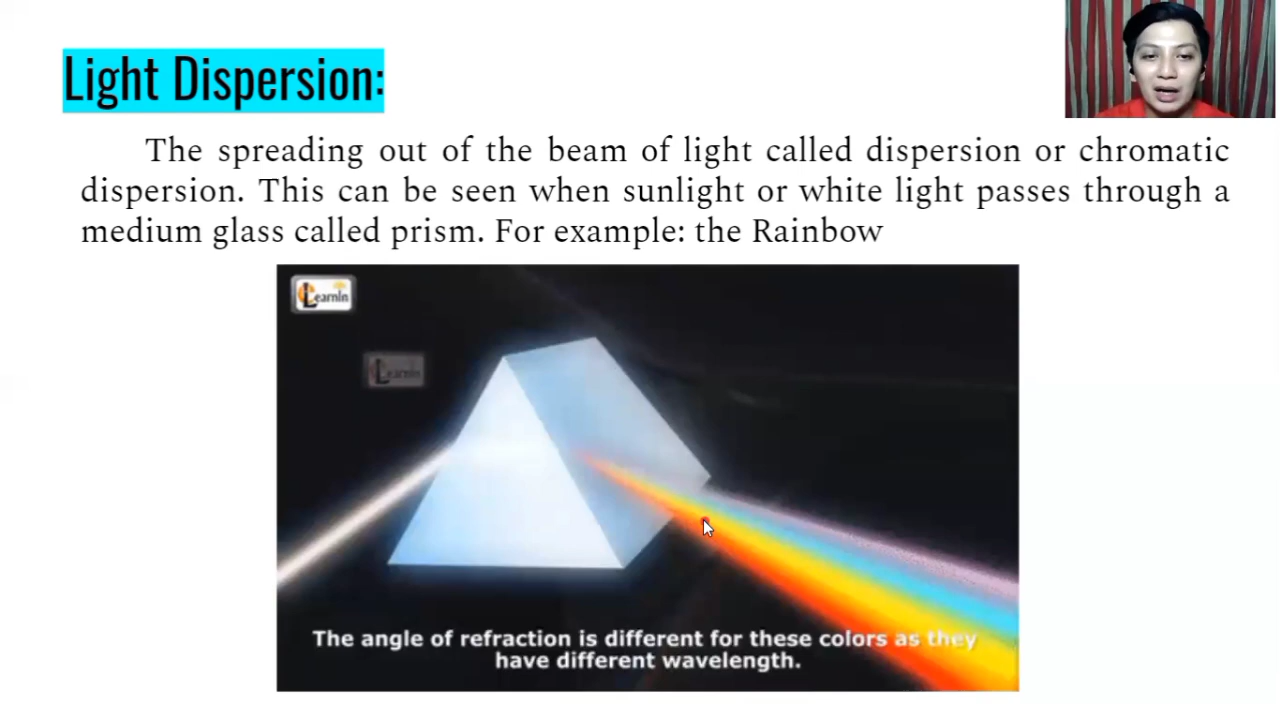 Light Dispersion:
The spreading out of the beam of light called dispersion or chromatic
dispersion. This can be seen when sunlight or white light passes through a
medium glass called prism. For example: the Rainbow
LearnIn
LearnIn
The angle of refraction is different for these colors as they
have different wavelength.